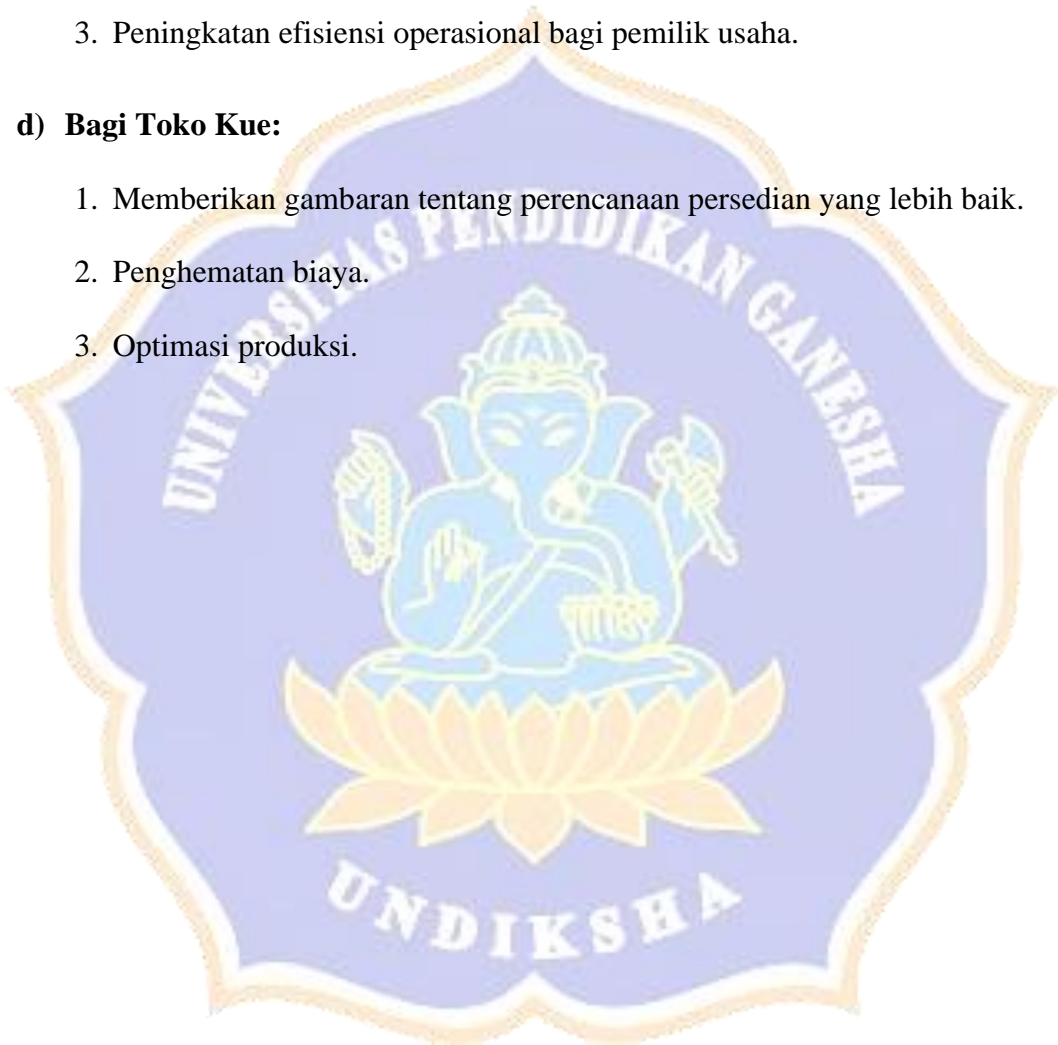 3. Peningkatan efisiensi operasional bagi pemilik usaha.
d) Bagi Toko Kue:
1. Memberikan gambaran tentang perencanaan persedian yang lebih baik.
2. Penghematan biaya.
3. Optimasi produksi.
UNIVERSITAS PENDIDIKAN GANESHA
UNDIKSHA